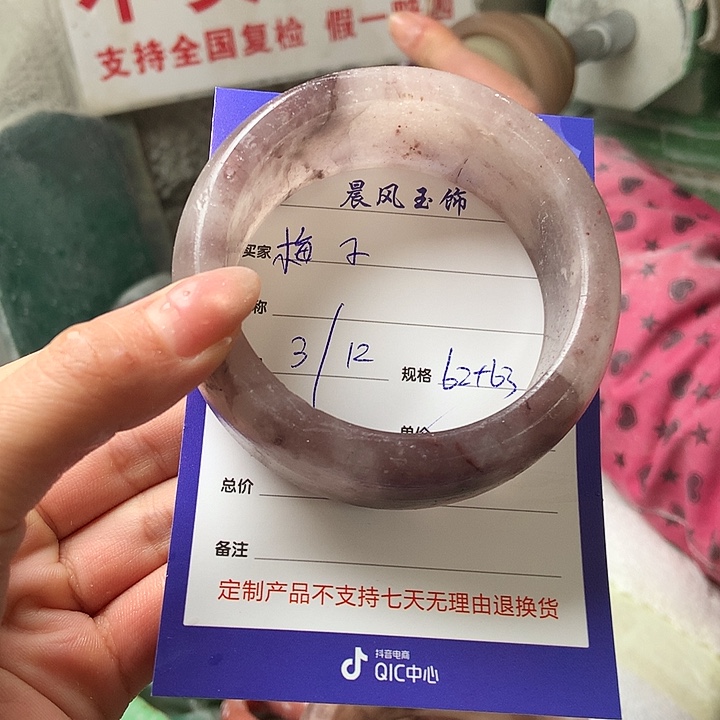 支持全国复检 假一
晨风玉饰
买家 梅子
称
3/12 规格 62+63
单价
总价
备注
定制产品不支持七天无理由退换货
抖音电商
QIC中心